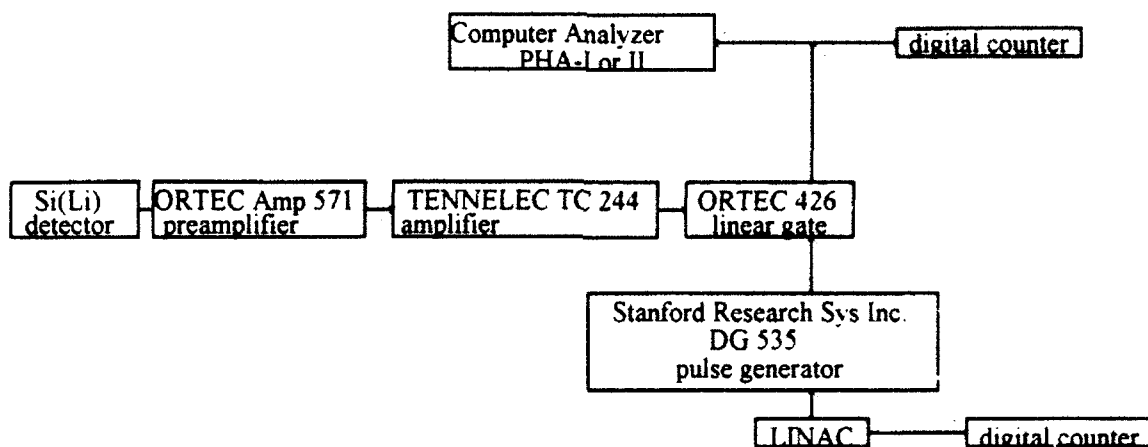 Computer Analyzer
PHA-I or II
digital counter
Si(Li)
detector
ORTEC Amp 571
preamplifier
TENNELEC TC 244
amplifier
ORTEC 426
linear gate
Stanford Research Sys Inc.
DG 535
pulse generator
LINAC
digital counter